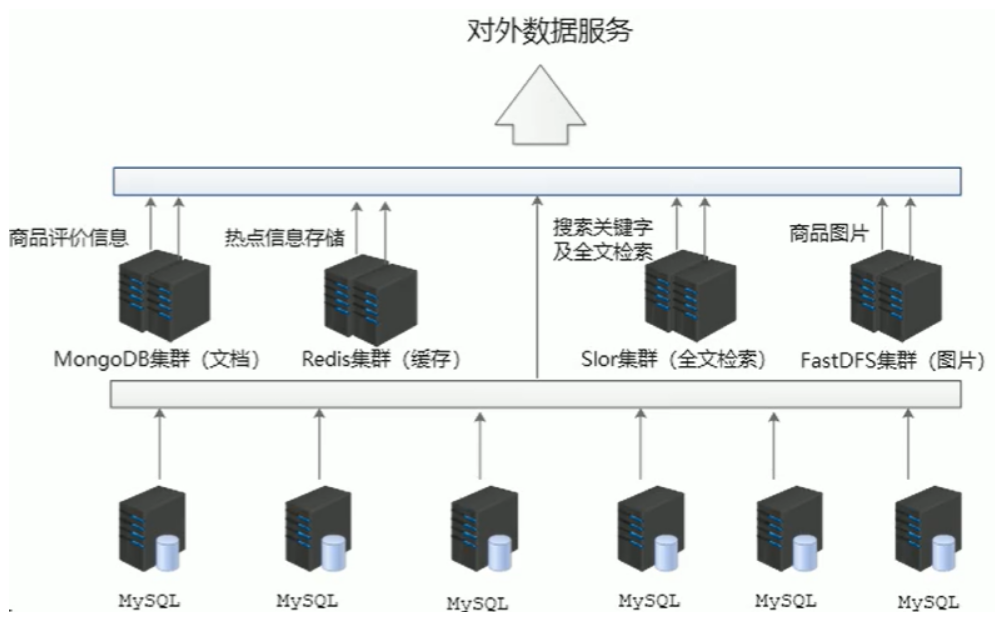 对外数据服务
商品评价信息
热点信息存储
搜索关键字
及全文检索
商品图片
MongoDB集群（文档）
Redis集群（缓存）
Slor集群（全文检索）
FastDFS集群（图片）
MySQL
MySQL
MySQL
MySQL
MySQL
MySQL